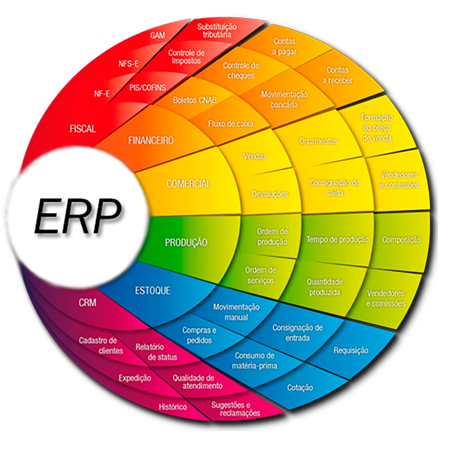 GAM
Substituição
tributária
NFS-E
Controle de
Impostos
Contas
a pagar
Controle de
cheques
Contas
a receber
NF-E
PIS/COFINS
Boletos CNAB
Movimentação
bancária
Formação
do preço
de venda
FISCAL
FINANCEIRO
Fluxo de caixa
Orçamentos
Vendas
COMERCIAL
Devoluções
Consignação de
saída
Vendedores
e comissões
ERP
PRODUÇÃO
Ordem de
produção
Tempo de produção
Composição
Ordem de
serviços
Quantidade
produzida
Vendedores
e comissões
CRM
ESTOQUE
Movimentação
manual
Consignação de
entrada
Requisição
Cadastro de
clientes
Relatório
de status
Compras e
pedidos
Consumo de
matéria-prima
Cotação
Expedição
Qualidade de
atendimento
Histórico
Sugestões e
reclamações